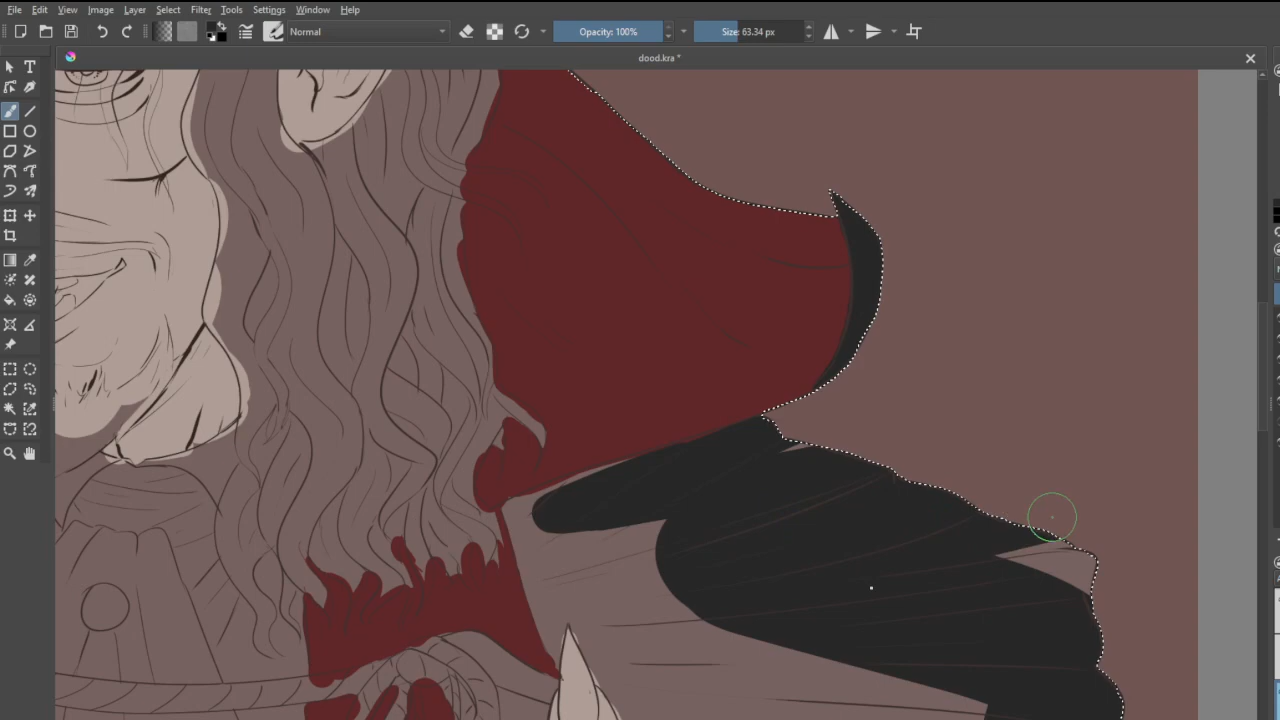 File Edit View Image Layer Select Filter Tools Settings Window Help
Normal Opacity: 100% Size: 63.34 px
dood.kra *